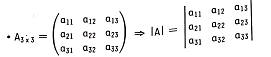 • A₃ₓ₃ = (a₁₁ a₁₂ a₁₃
a₂₁ a₂₂ a₂₃
a₃₁ a₃₂ a₃₃) ⇒ |A| = |a₁₁ a₁₂ a₁₃
a₂₁ a₂₂ a₂₃
a₃₁ a₃₂ a₃₃|